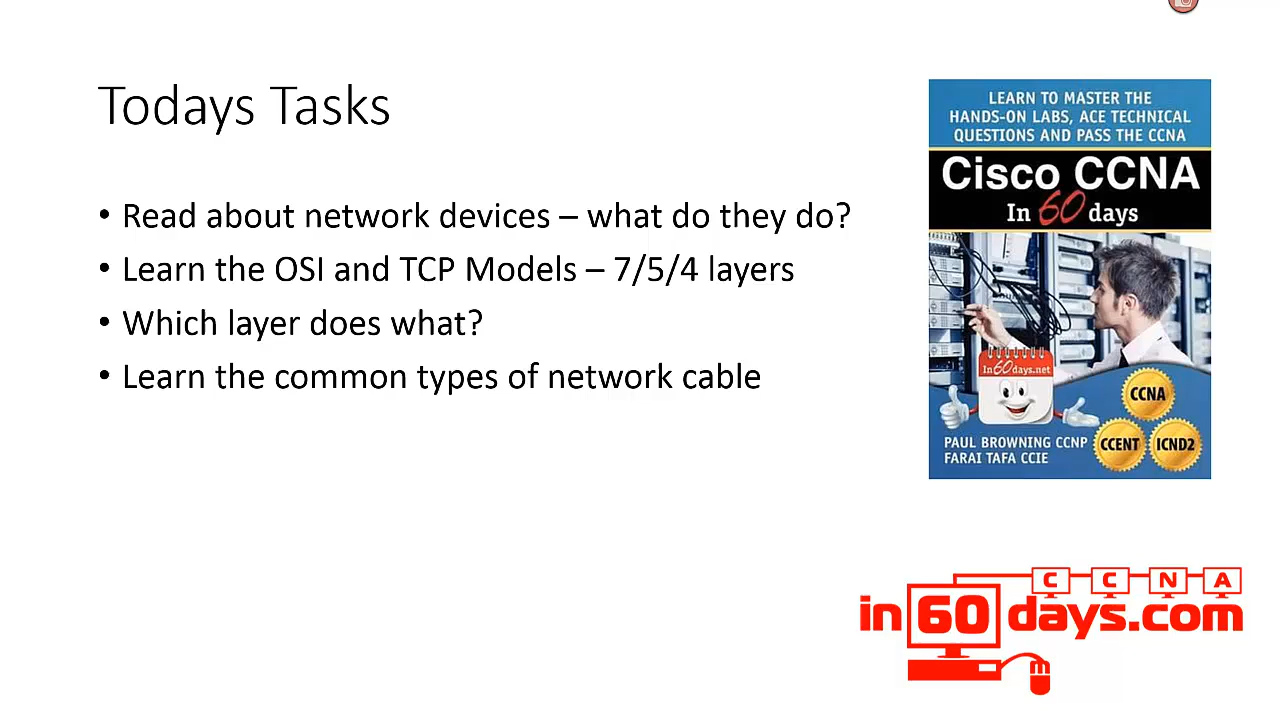 Todays Tasks
• Read about network devices – what do they do?
• Learn the OSI and TCP Models – 7/5/4 layers
• Which layer does what?
• Learn the common types of network cable
LEARN TO MASTER THE
HANDS-ON LABS, ACE TECHNICAL
QUESTIONS AND PASS THE CCNA
Cisco CCNA
In 60 days
In60days.net
CCNA
CCENT ICND2
PAUL BROWNING CCNP
FARAI TAFA CCIE
C C N A
in60days.com